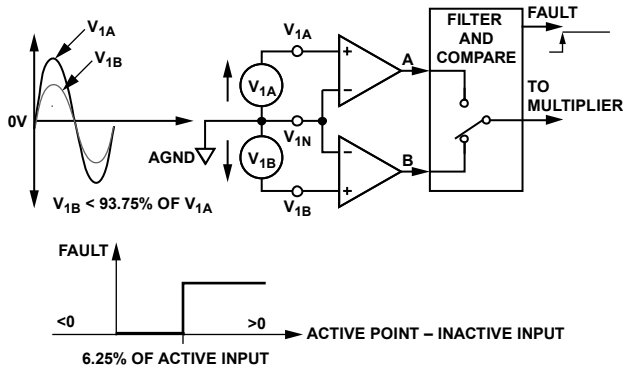 V1A
V1B
0V
V1B < 93.75% OF V1A
V1A
V1A
AGND
V1N
V1B
V1B
+
−
−
+
A
B
FILTER
AND
COMPARE
FAULT
TO
MULTIPLIER
FAULT
<0
>0
ACTIVE POINT – INACTIVE INPUT
6.25% OF ACTIVE INPUT